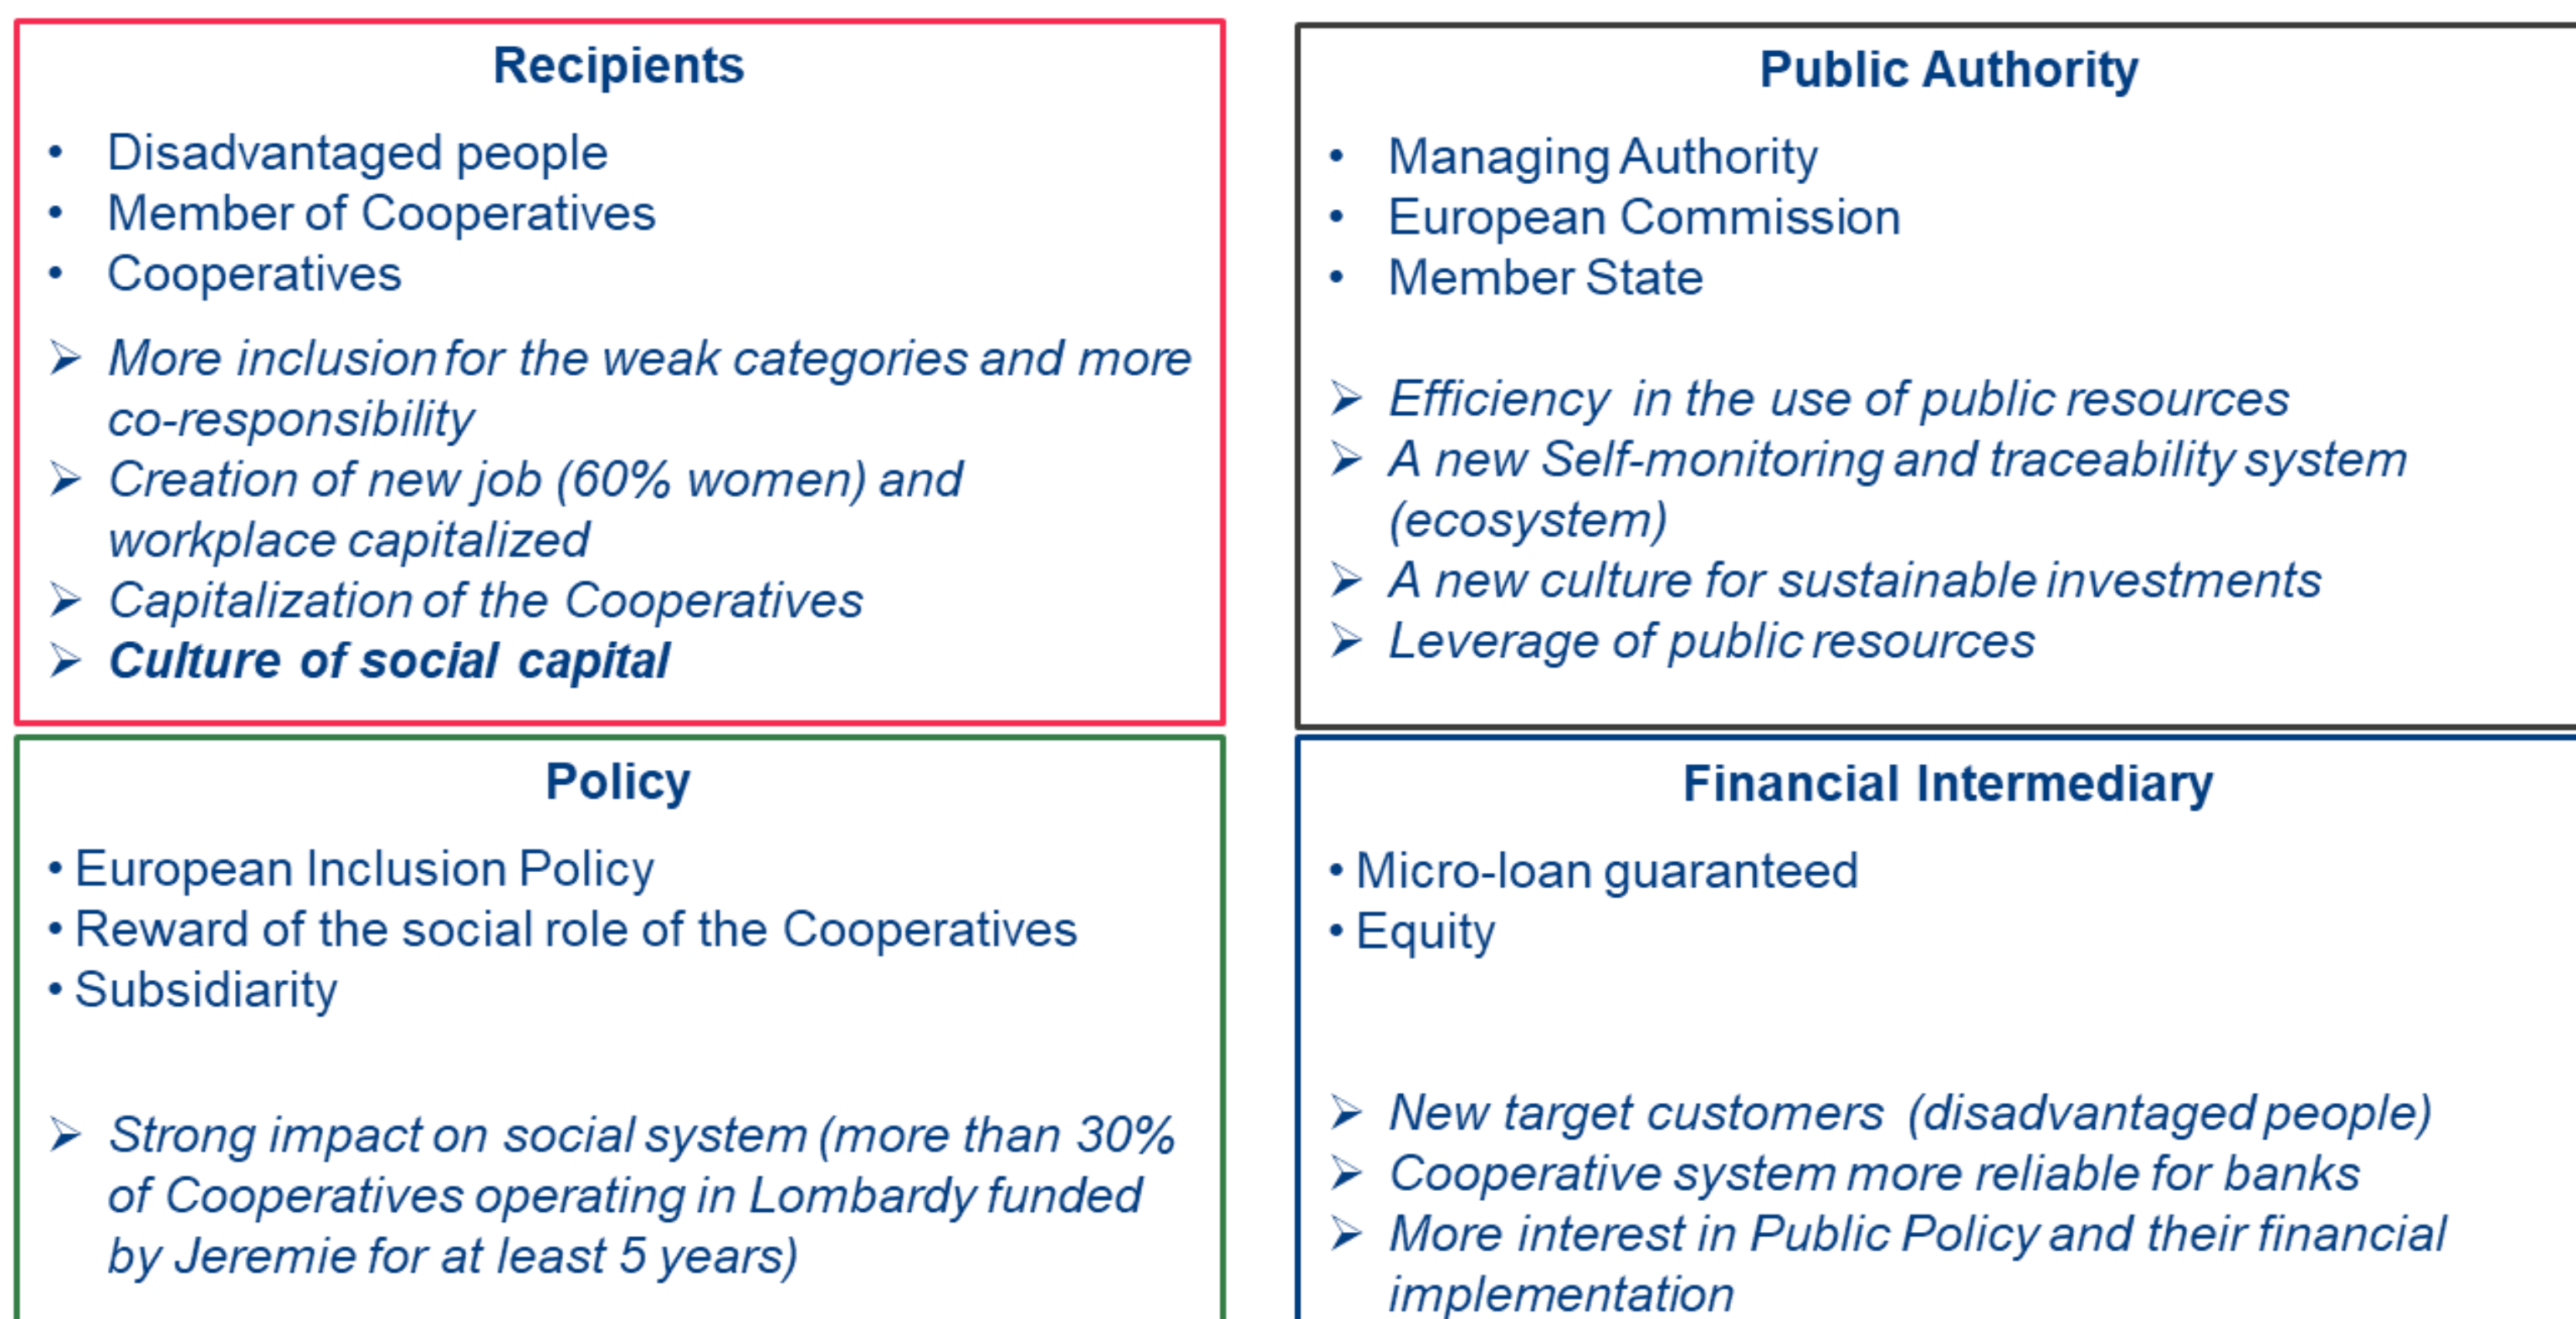 Recipients
• Disadvantaged people
• Member of Cooperatives
• Cooperatives
➢ More inclusion for the weak categories and more
co-responsibility
➢ Creation of new job (60% women) and
workplace capitalized
➢ Capitalization of the Cooperatives
➢ Culture of social capital
Public Authority
• Managing Authority
• European Commission
• Member State
➢ Efficiency in the use of public resources
➢ A new Self-monitoring and traceability system
(ecosystem)
➢ A new culture for sustainable investments
➢ Leverage of public resources
Policy
• European Inclusion Policy
• Reward of the social role of the Cooperatives
• Subsidiarity
➢ Strong impact on social system (more than 30%
of Cooperatives operating in Lombardy funded
by Jeremie for at least 5 years)
Financial Intermediary
• Micro-loan guaranteed
• Equity
➢ New target customers (disadvantaged people)
➢ Cooperative system more reliable for banks
➢ More interest in Public Policy and their financial
implementation